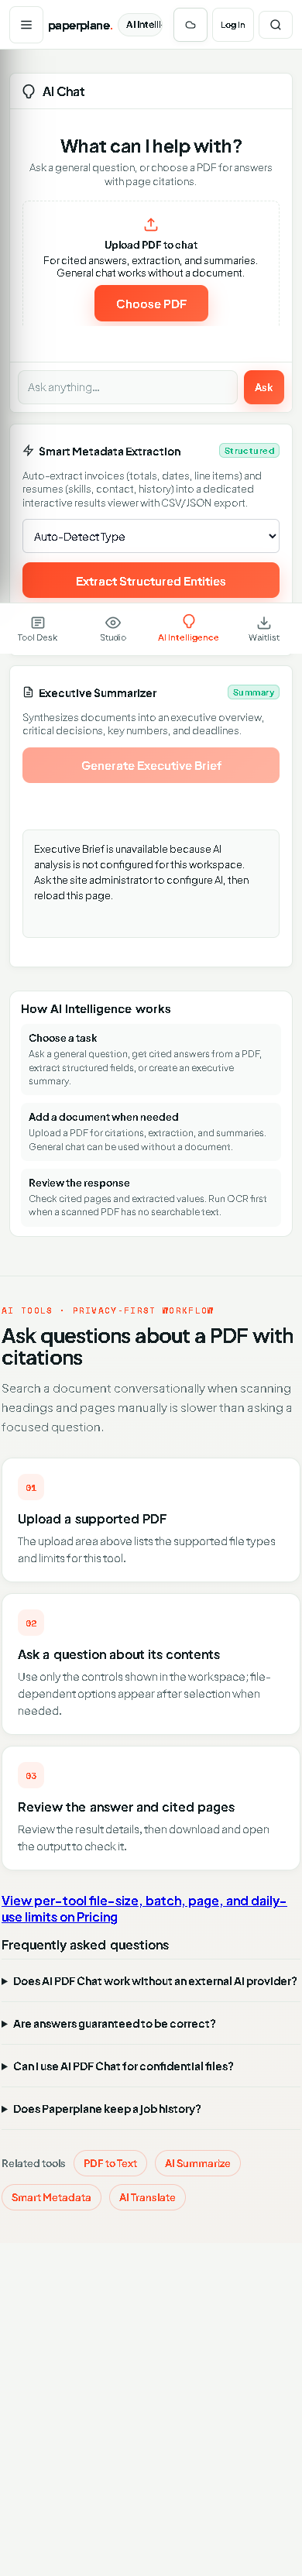 paperplane.
Log in
AI Chat
What can I help with?
Ask a general question, or choose a PDF for answers
with page citations.
Upload PDF to chat
For cited answers, extraction, and summaries.
General chat works without a document.
Choose PDF
Ask anything...
Ask
Smart Metadata Extraction
Structured
Auto-extract invoices (totals, dates, line items) and
resumes (skills, contact, history) into a dedicated
interactive results viewer with CSV/JSON export.
Auto-Detect Type
Extract Structured Entities
Tool Desk
Studio
AI Intelligence
Waitlist
Executive Summarizer
Summary
Synthesizes documents into an executive overview,
critical decisions, key numbers, and deadlines.
Generate Executive Brief
Executive Brief is unavailable because AI
analysis is not configured for this workspace.
Ask the site administrator to configure AI, then
reload this page.
How AI Intelligence works
Choose a task
Ask a general question, get cited answers from a PDF,
extract structured fields, or create an executive
summary.
Add a document when needed
Upload a PDF for citations, extraction, and summaries.
General chat can be used without a document.
Review the response
Check cited pages and extracted values. Run OCR first
when a scanned PDF has no searchable text.
AI TOOLS · PRIVACY-FIRST WORKFLOW
Ask questions about a PDF with
citations
Search a document conversationally when scanning
headings and pages manually is slower than asking a
focused question.
01
Upload a supported PDF
The upload area above lists the supported file types
and limits for this tool.
02
Ask a question about its contents
Use only the controls shown in the workspace; file-
dependent options appear after selection when
needed.
03
Review the answer and cited pages
Review the result details, then download and open
the output to check it.
View per-tool file-size, batch, page, and daily-
use limits on Pricing
Frequently asked questions
Does AI PDF Chat work without an external AI provider?
Are answers guaranteed to be correct?
Can I use AI PDF Chat for confidential files?
Does Paperplane keep a job history?
Related tools
PDF to Text
AI Summarize
Smart Metadata
AI Translate